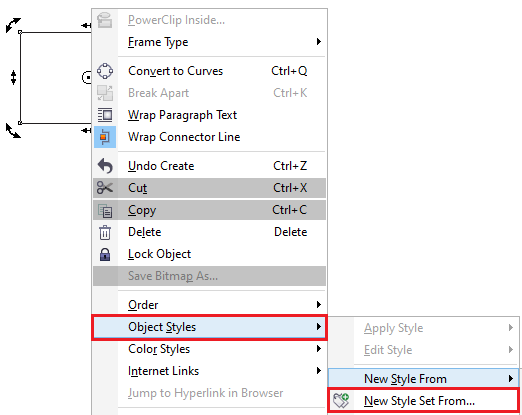 PowerClip Inside...
Frame Type
Convert to Curves Ctrl+Q
Break Apart Ctrl+K
Wrap Paragraph Text
Wrap Connector Line
Undo Create Ctrl+Z
Cut Ctrl+X
Copy Ctrl+C
Delete Delete
Lock Object
Save Bitmap As...
Order
Object Styles
Color Styles
Internet Links
Jump to Hyperlink in Browser
Apply Style
Edit Style
New Style From
New Style Set From...